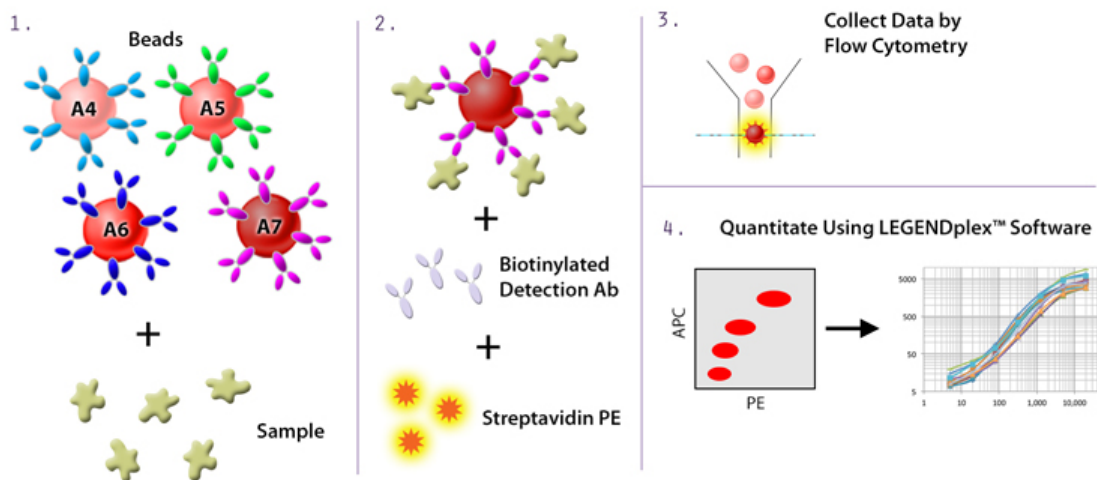 1.
Beads
A4
A5
A6
A7
Sample
2.
Biotinylated
Detection Ab
Streptavidin PE
3.
Collect Data by
Flow Cytometry
4.
Quantitate Using LEGENDplex™ Software
APC
PE
5000
500
50
5
1
10
100
1,000
10,000